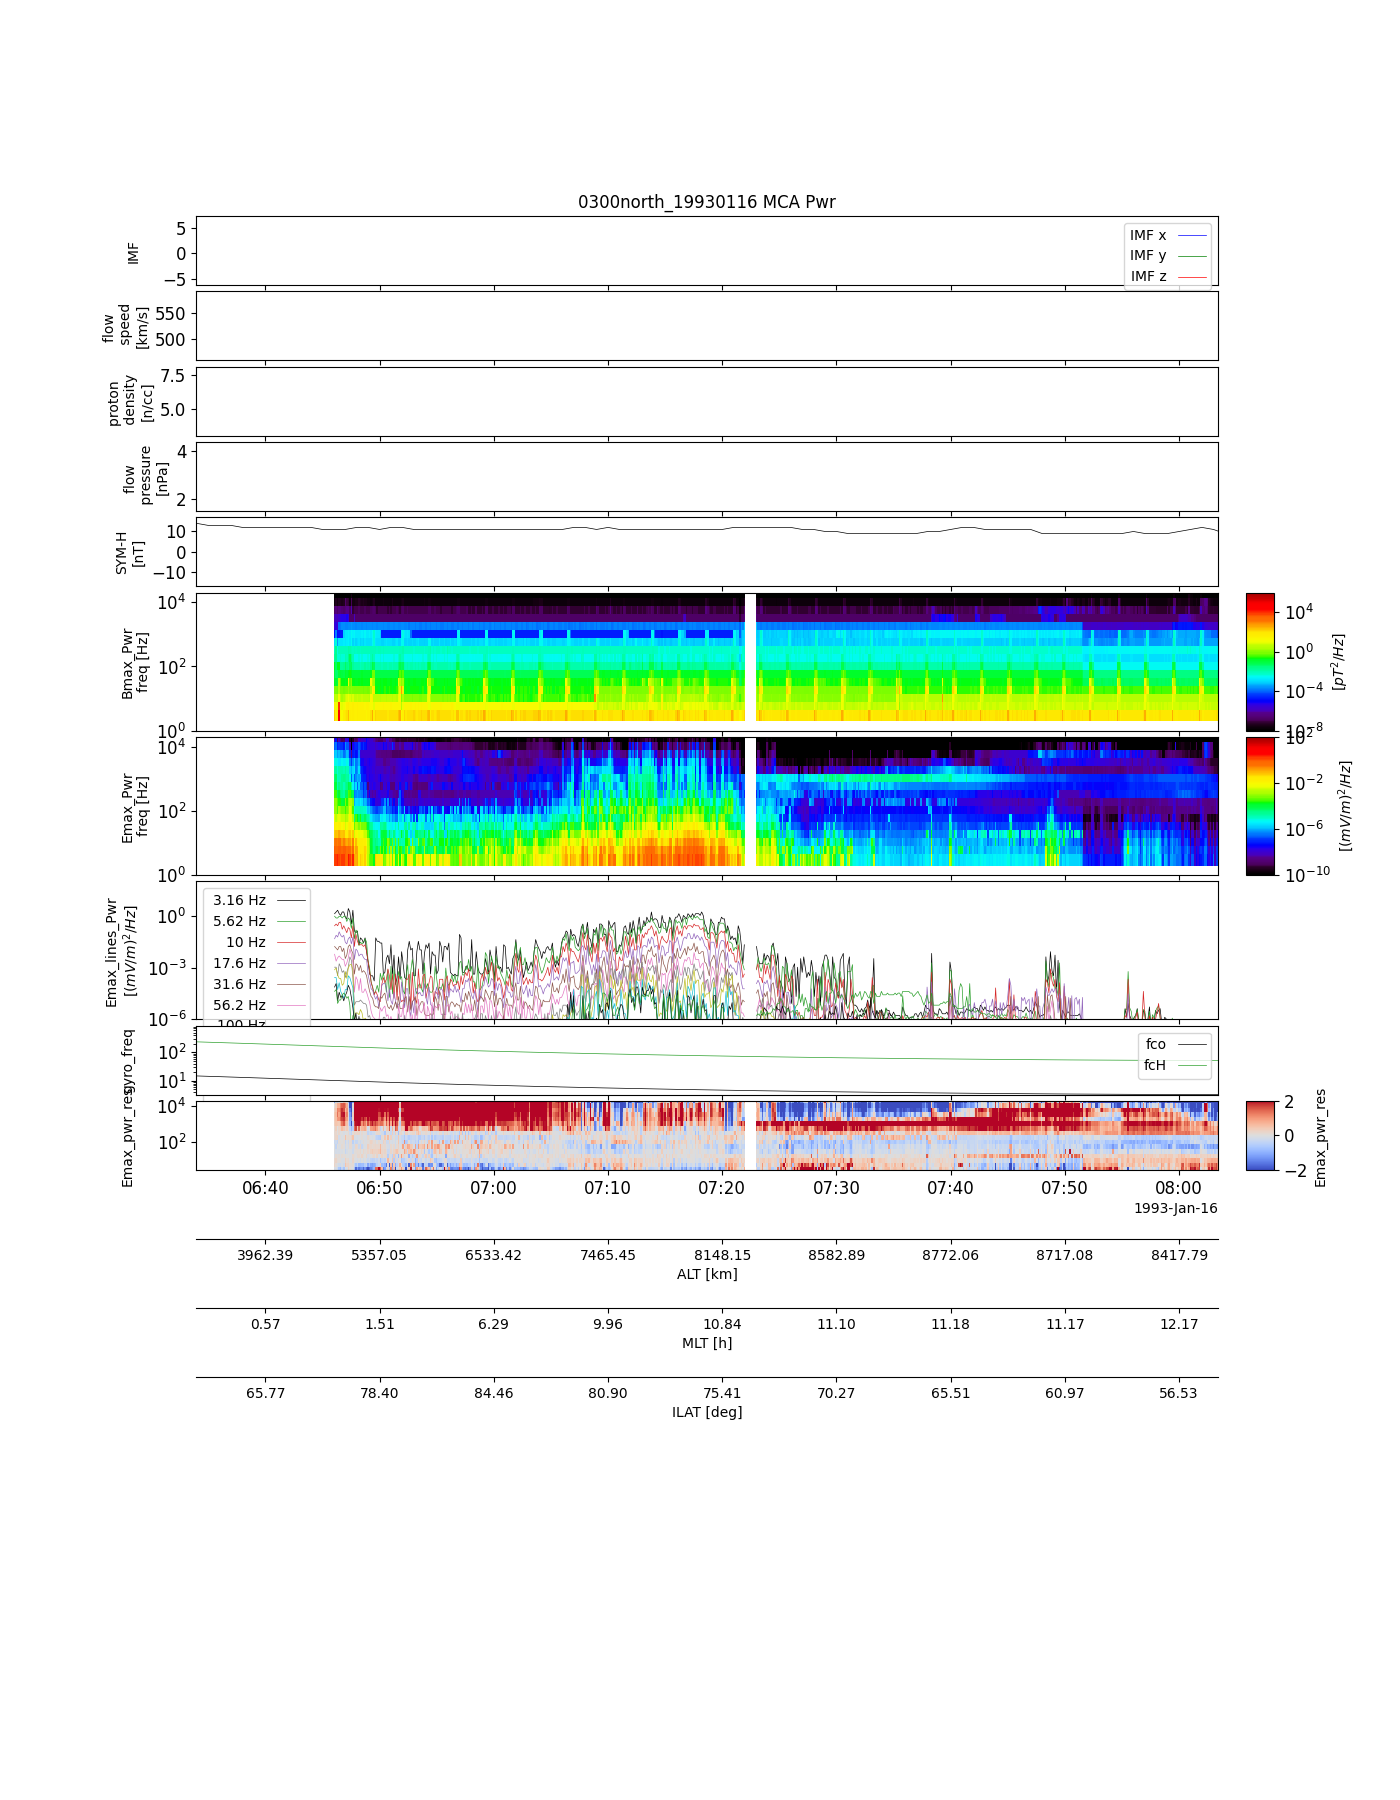 0300north_19930116 MCA Pwr
5
0
−5
IMF
IMF x
IMF y
IMF z
550
500
flow
speed
[km/s]
7.5
5.0
proton
density
[n/cc]
4
2
flow
pressure
[nPa]
10
0
−10
SYM-H
[nT]
10^4
10^2
10^0
Bmax_Pwr
freq [Hz]
10^4
10^0
10^−4
10^−8
[pT^2/Hz]
10^4
10^2
10^0
Emax_Pwr
freq [Hz]
10^2
10^−2
10^−6
10^−10
[(mV/m)^2/Hz]
10^0
10^−3
10^−6
Emax_lines_Pwr
[(mV/m)^2/Hz]
3.16 Hz
5.62 Hz
10 Hz
17.6 Hz
31.6 Hz
56.2 Hz
100 Hz
10^2
10^1
gyro_freq
fco
fcH
10^4
10^2
Emax_pwr_res
2
0
−2
Emax_pwr_res
06:40 06:50 07:00 07:10 07:20 07:30 07:40 07:50 08:00
1993-Jan-16
3962.39 5357.05 6533.42 7465.45 8148.15 8582.89 8772.06 8717.08 8417.79
ALT [km]
0.57 1.51 6.29 9.96 10.84 11.10 11.18 11.17 12.17
MLT [h]
65.77 78.40 84.46 80.90 75.41 70.27 65.51 60.97 56.53
ILAT [deg]